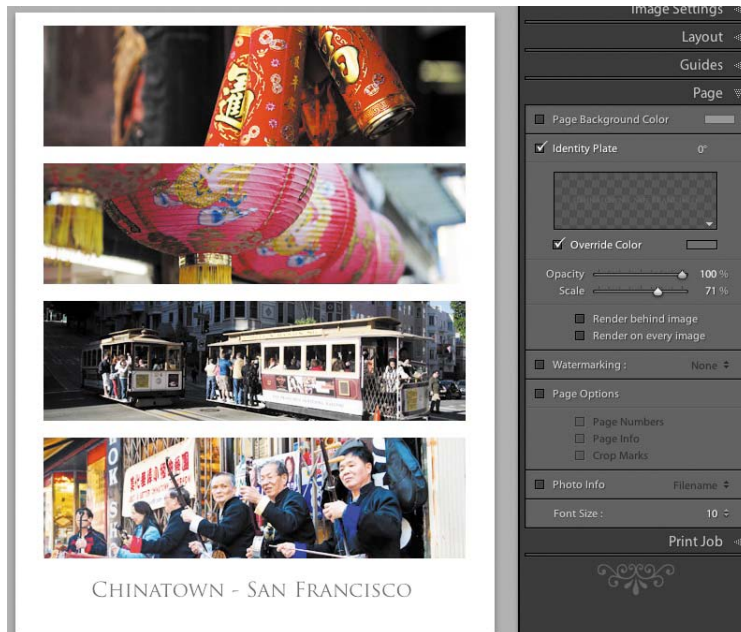 Image Settings
Layout
Guides
Page
Page Background Color
Identity Plate
0°
Override Color
Opacity 100 %
Scale 71 %
Render behind image
Render on every image
Watermarking : None
Page Options
Page Numbers
Page Info
Crop Marks
Photo Info Filename
Font Size : 10
Print Job
CHINATOWN - SAN FRANCISCO